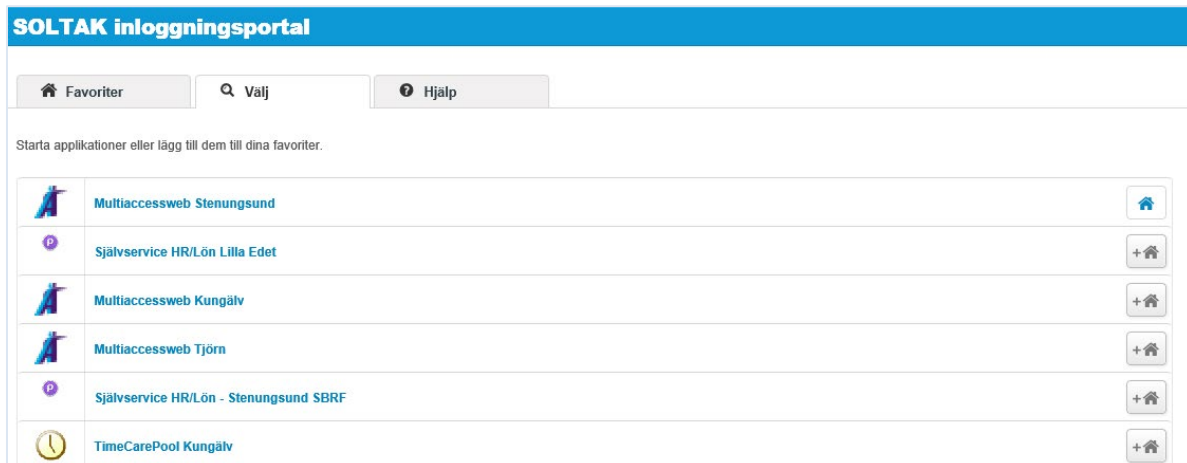 SOLTAK inloggningsportal
Favoriter
Välj
Hjälp
Starta applikationer eller lägg till dem till dina favoriter.
Multiaccessweb Stenungsund
P
Självservice HR/Lön Lilla Edet
Multiaccessweb Kungälv
Multiaccessweb Tjörn
P
Självservice HR/Lön - Stenungsund SBRF
TimeCarePool Kungälv